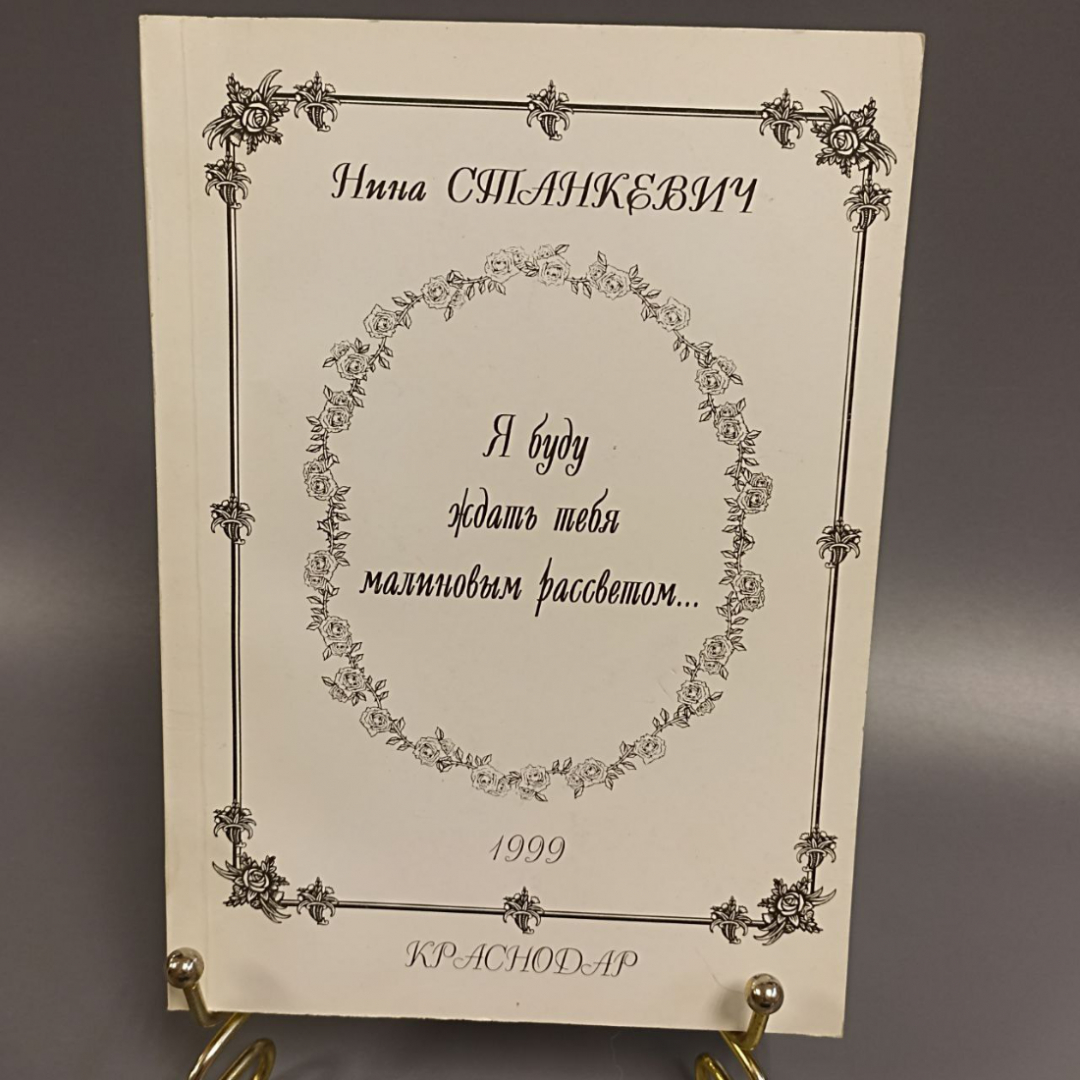 Нина СТАНКЕВИЧ
Я буду
ждать тебя
малиновым рассветом...
1999
КРАСНОДАР